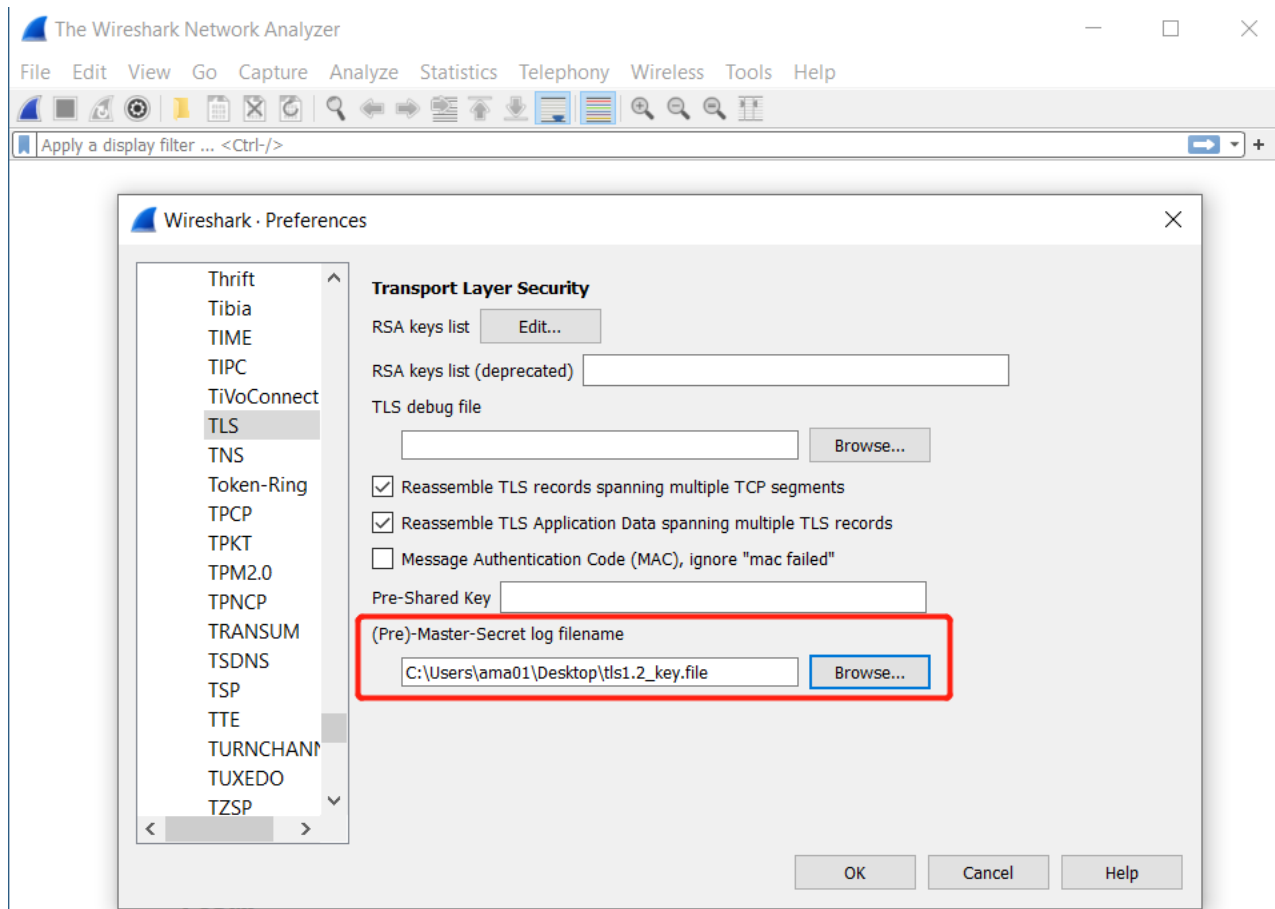 The Wireshark Network Analyzer
File Edit View Go Capture Analyze Statistics Telephony Wireless Tools Help
Apply a display filter ... <Ctrl-/>
+
Wireshark · Preferences
Thrift
Tibia
TIME
TIPC
TiVoConnect
TLS
TNS
Token-Ring
TPCP
TPKT
TPM2.0
TPNCP
TRANSUM
TSDNS
TSP
TTE
TURNCHANN
TUXEDO
TZSP
Transport Layer Security
RSA keys list Edit...
RSA keys list (deprecated)
TLS debug file
Browse...
Reassemble TLS records spanning multiple TCP segments
Reassemble TLS Application Data spanning multiple TLS records
Message Authentication Code (MAC), ignore "mac failed"
Pre-Shared Key
(Pre)-Master-Secret log filename
C:\Users\ama01\Desktop\tls1.2_key.file Browse...
OK Cancel Help